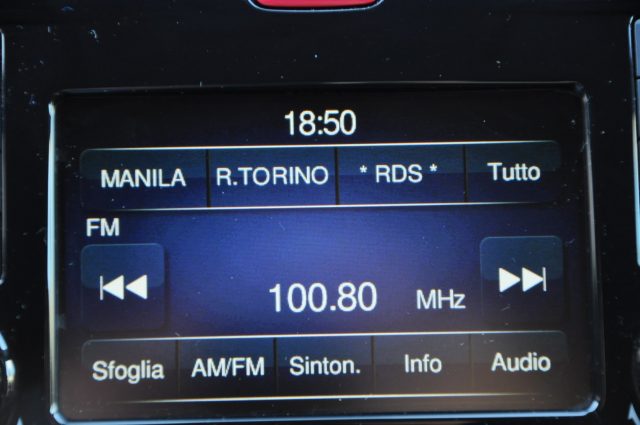 18:50
MANILA R.TORINO * RDS * Tutto
FM
100.80 MHz
Sfoglia AM/FM Sinton. Info Audio